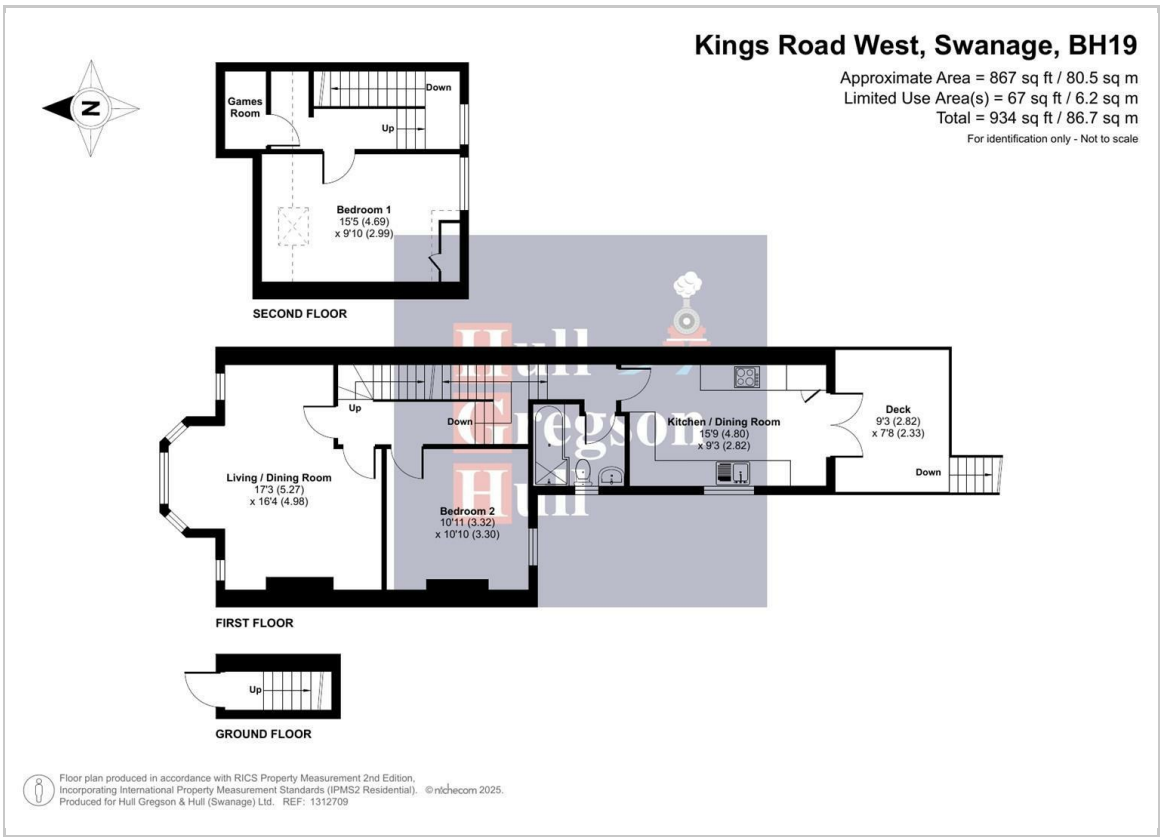 Kings Road West, Swanage, BH19
Approximate Area = 867 sq ft / 80.5 sq m
Limited Use Area(s) = 67 sq ft / 6.2 sq m
Total = 934 sq ft / 86.7 sq m
For identification only - Not to scale
N
Games
Room
Down
Up
Bedroom 1
15'5 (4.69)
x 9'10 (2.99)
SECOND FLOOR
Hull
Gregson
Hull
Up
Down
Living / Dining Room
17'3 (5.27)
x 16'4 (4.98)
Bedroom 2
10'11 (3.32)
x 10'10 (3.30)
Kitchen / Dining Room
15'9 (4.80)
x 9'3 (2.82)
Deck
9'3 (2.82)
x 7'8 (2.33)
Down
FIRST FLOOR
Up
GROUND FLOOR
Floor plan produced in accordance with RICS Property Measurement 2nd Edition,
Incorporating International Property Measurement Standards (IPMS2 Residential). © nichecom 2025.
Produced for Hull Gregson & Hull (Swanage) Ltd. REF: 1312709